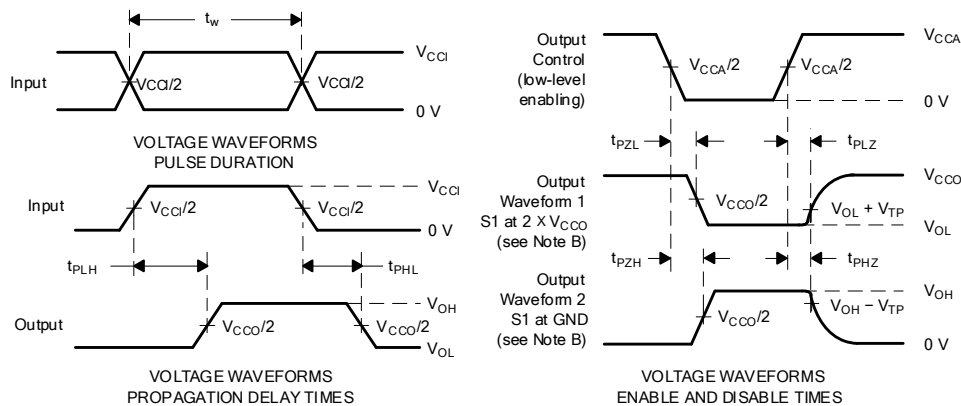 t_w
V_CCI
Input
V_CCI/2
V_CCI/2
0 V
VOLTAGE WAVEFORMS
PULSE DURATION
V_CCI
Input
V_CCI/2
V_CCI/2
0 V
t_PLH
t_PHL
V_OH
Output
V_CCO/2
V_CCO/2
V_OL
VOLTAGE WAVEFORMS
PROPAGATION DELAY TIMES
Output
Control
(low-level
enabling)
V_CCA
V_CCA/2
V_CCA/2
0 V
t_PZL
t_PLZ
Output
Waveform 1
S1 at 2 X V_CCO
(see Note B)
V_CCO
V_CCO/2
V_OL + V_TP
V_OL
t_PZH
t_PHZ
Output
Waveform 2
S1 at GND
(see Note B)
V_OH
V_CCO/2
V_OH − V_TP
0 V
VOLTAGE WAVEFORMS
ENABLE AND DISABLE TIMES